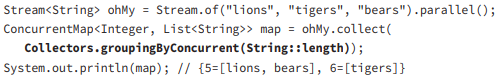 Stream<String> ohMy = Stream.of("lions", "tigers", "bears").parallel();
ConcurrentMap<Integer, List<String>> map = ohMy.collect(
Collectors.groupingByConcurrent(String::length));
System.out.println(map); // {5=[lions, bears], 6=[tigers]}